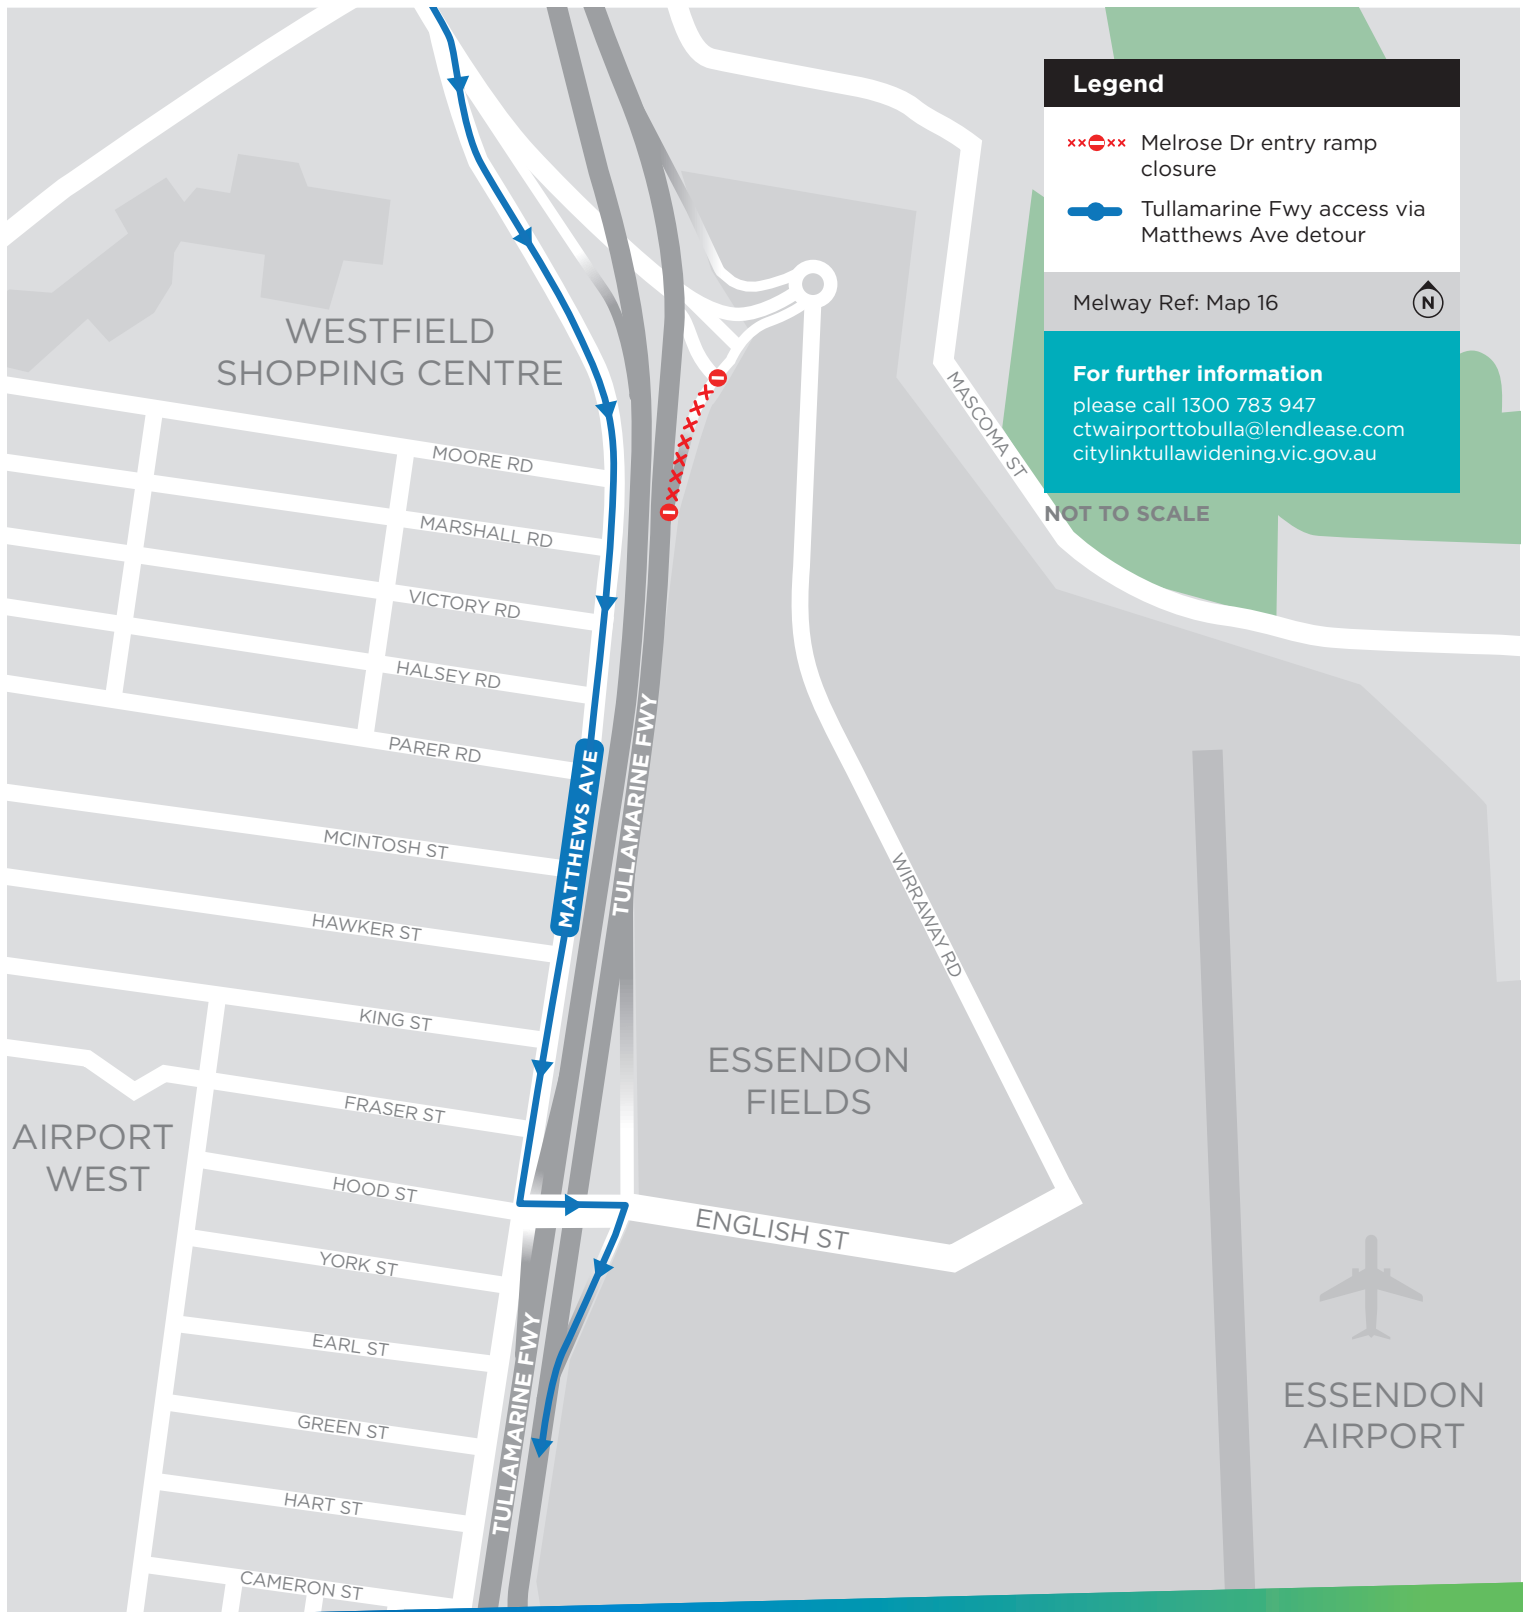 Legend
Melrose Dr entry ramp
closure
Tullamarine Fwy access via
Matthews Ave detour
Melway Ref: Map 16
N
For further information
please call 1300 783 947
ctwairporttobulla@lendlease.com
citylinktullawidening.vic.gov.au
NOT TO SCALE
WESTFIELD
SHOPPING CENTRE
MASCOMA ST
MOORE RD
MARSHALL RD
VICTORY RD
HALSEY RD
PARER RD
MATTHEWS AVE
TULLAMARINE FWY
MCINTOSH ST
HAWKER ST
WIRRAWAY RD
KING ST
ESSENDON
FIELDS
FRASER ST
AIRPORT
WEST
HOOD ST
ENGLISH ST
YORK ST
EARL ST
TULLAMARINE FWY
GREEN ST
ESSENDON
AIRPORT
HART ST
CAMERON ST